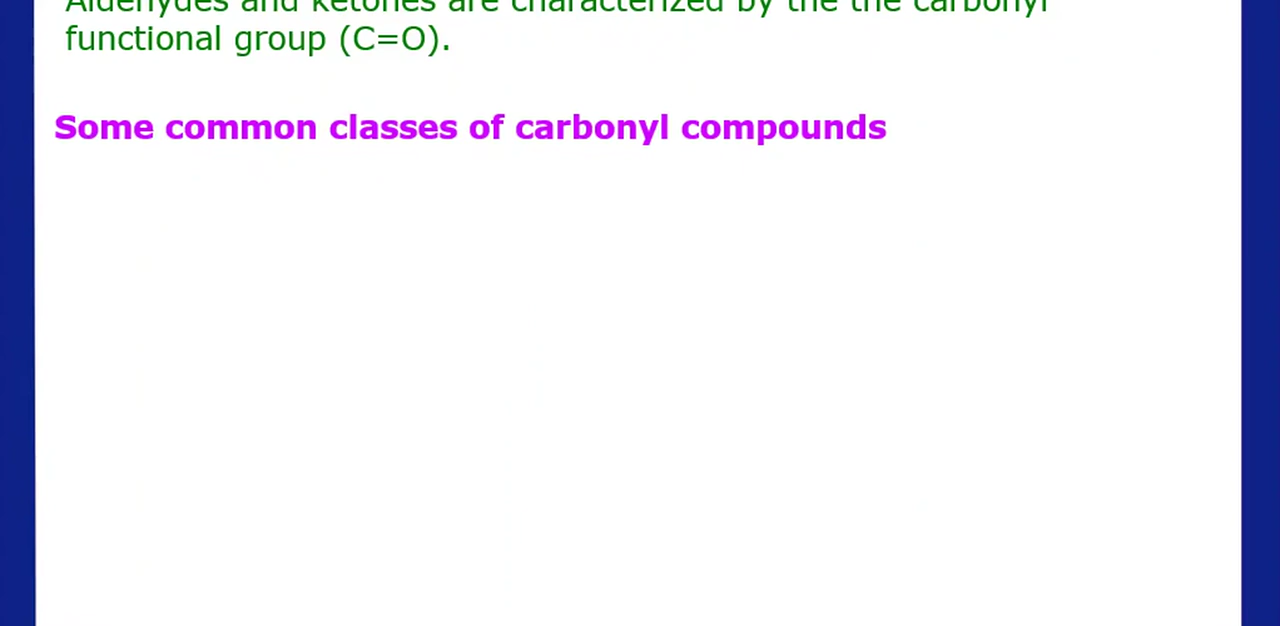 Aldehydes and ketones are characterized by the the carbonyl
functional group (C=O).
Some common classes of carbonyl compounds